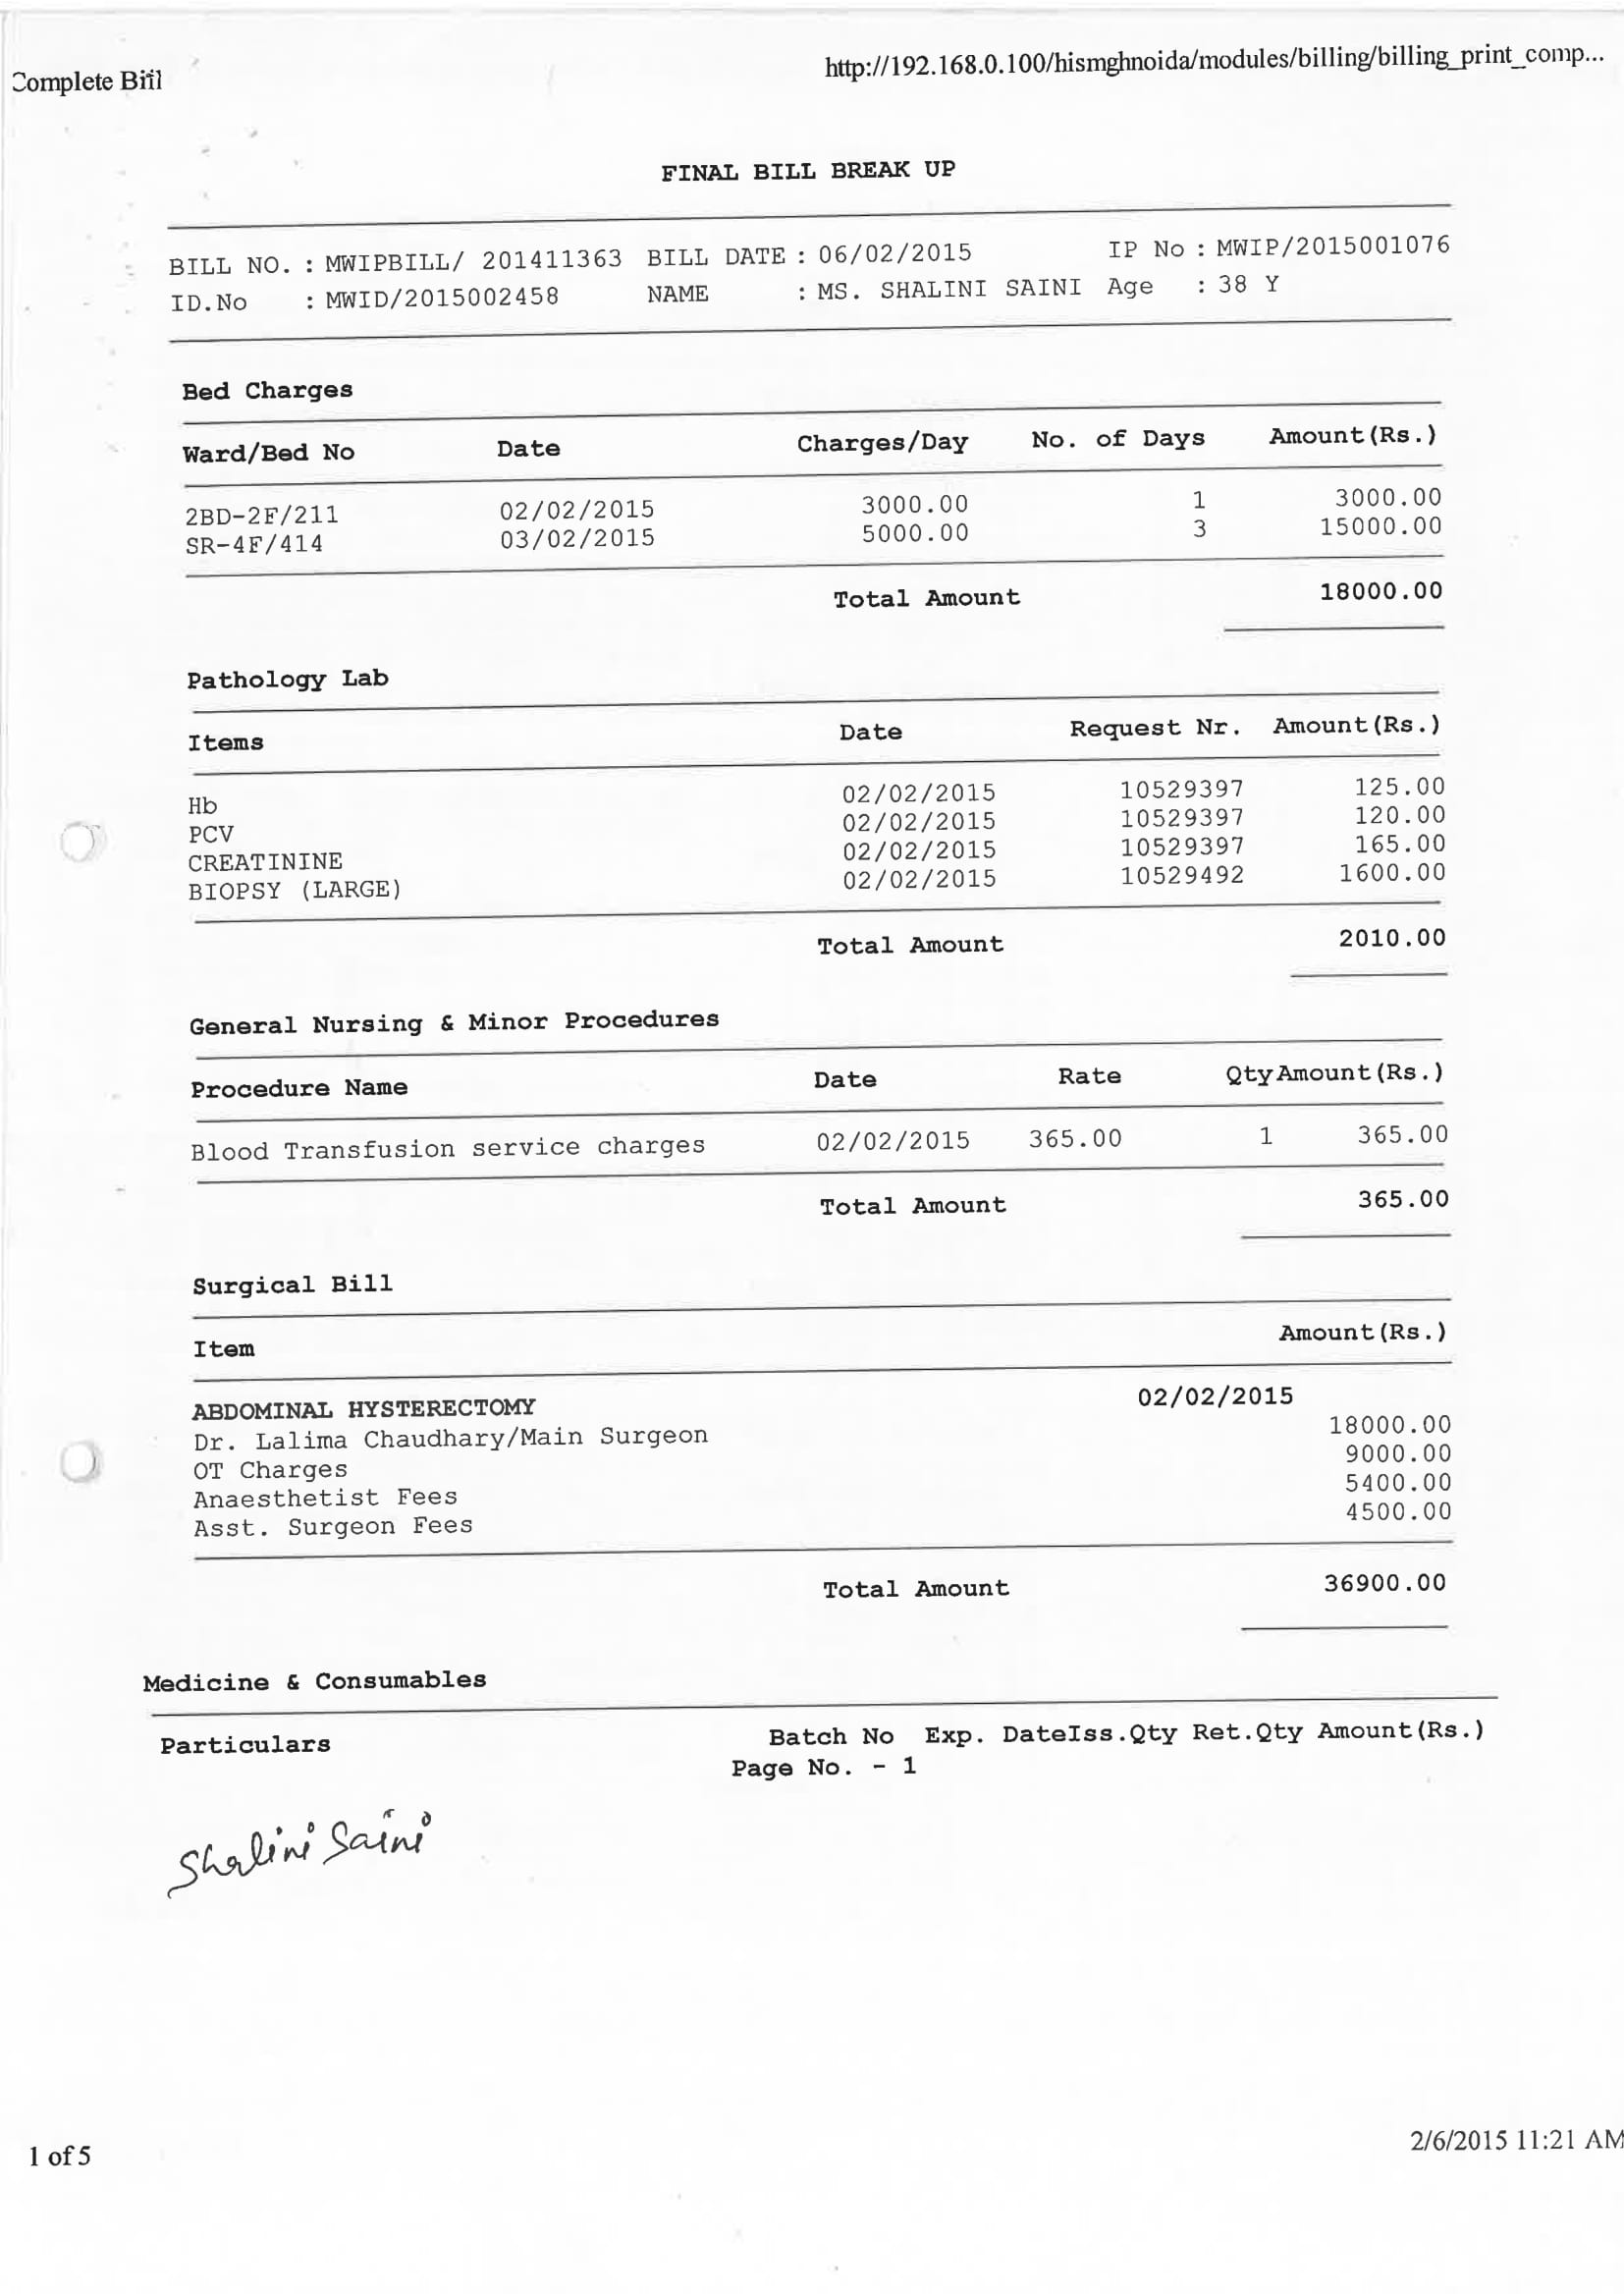 Complete Bill http://192.168.0.100/hismghnoida/modules/billing/billing_print_comp...
FINAL BILL BREAK UP
BILL NO. : MWIPBILL/ 201411363 BILL DATE : 06/02/2015 IP No : MWIP/2015001076
ID.No : MWID/2015002458 NAME : MS. SHALINI SAINI Age : 38 Y
Bed Charges
Ward/Bed No Date Charges/Day No. of Days Amount(Rs.)
2BD-2F/211 02/02/2015 3000.00 1 3000.00
SR-4F/414 03/02/2015 5000.00 3 15000.00
Total Amount 18000.00
Pathology Lab
Items Date Request Nr. Amount(Rs.)
Hb 02/02/2015 10529397 125.00
PCV 02/02/2015 10529397 120.00
CREATININE 02/02/2015 10529397 165.00
BIOPSY (LARGE) 02/02/2015 10529492 1600.00
Total Amount 2010.00
General Nursing & Minor Procedures
Procedure Name Date Rate Qty Amount(Rs.)
Blood Transfusion service charges 02/02/2015 365.00 1 365.00
Total Amount 365.00
Surgical Bill
Item Amount(Rs.)
ABDOMINAL HYSTERECTOMY 02/02/2015
Dr. Lalima Chaudhary/Main Surgeon 18000.00
OT Charges 9000.00
Anaesthetist Fees 5400.00
Asst. Surgeon Fees 4500.00
Total Amount 36900.00
Medicine & Consumables
Particulars Batch No Exp. DateIss.Qty Ret.Qty Amount(Rs.)
Page No. - 1
Shalini Saini
1 of 5 2/6/2015 11:21 AM